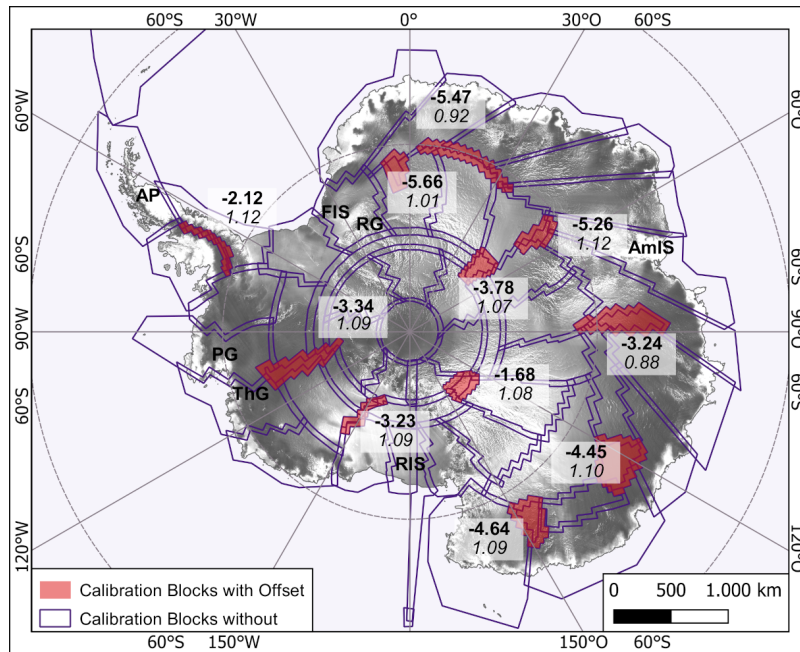 60°S 30°W 0° 30°O 60°S
-5.47
0.92
60°W
60°O
AP
-2.12
1.12
-5.66
1.01
FIS
RG
-5.26
1.12
AmIS
60°S
60°S
-3.78
1.07
-3.34
1.09
90°W
90°O
-3.24
0.88
PG
ThG
-1.68
1.08
60°S
60°S
-3.23
1.09
RIS
-4.45
1.10
-4.64
1.09
120°W
120°O
Calibration Blocks with Offset
Calibration Blocks without
0 500 1.000 km
60°S 150°W 150°O 60°S